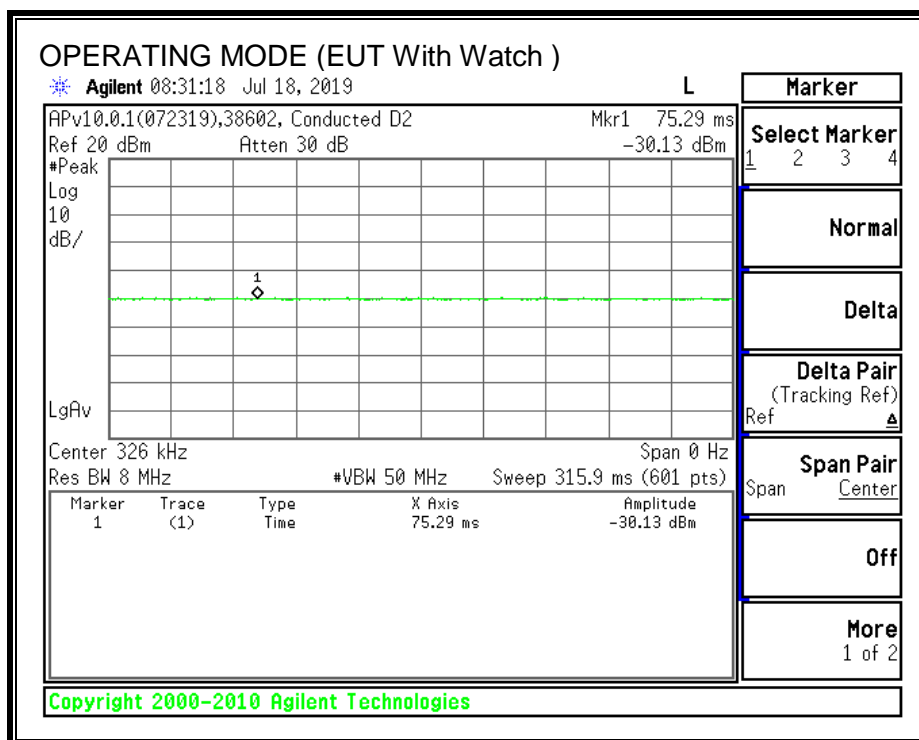 OPERATING MODE (EUT With Watch )
Agilent 08:31:18 Jul 18, 2019 L
APv10.0.1(072319),38602, Conducted D2 Mkr1 75.29 ms
Ref 20 dBm Atten 30 dB -30.13 dBm
#Peak
Log
10
dB/
1
LgAv
Center 326 kHz Span 0 Hz
Res BW 8 MHz #VBW 50 MHz Sweep 315.9 ms (601 pts)
Marker Trace Type X Axis Amplitude
1 (1) Time 75.29 ms -30.13 dBm
Marker
Select Marker
1 2 3 4
Normal
Delta
Delta Pair
(Tracking Ref)
Ref Δ
Span Pair
Span Center
Off
More
1 of 2
Copyright 2000-2010 Agilent Technologies